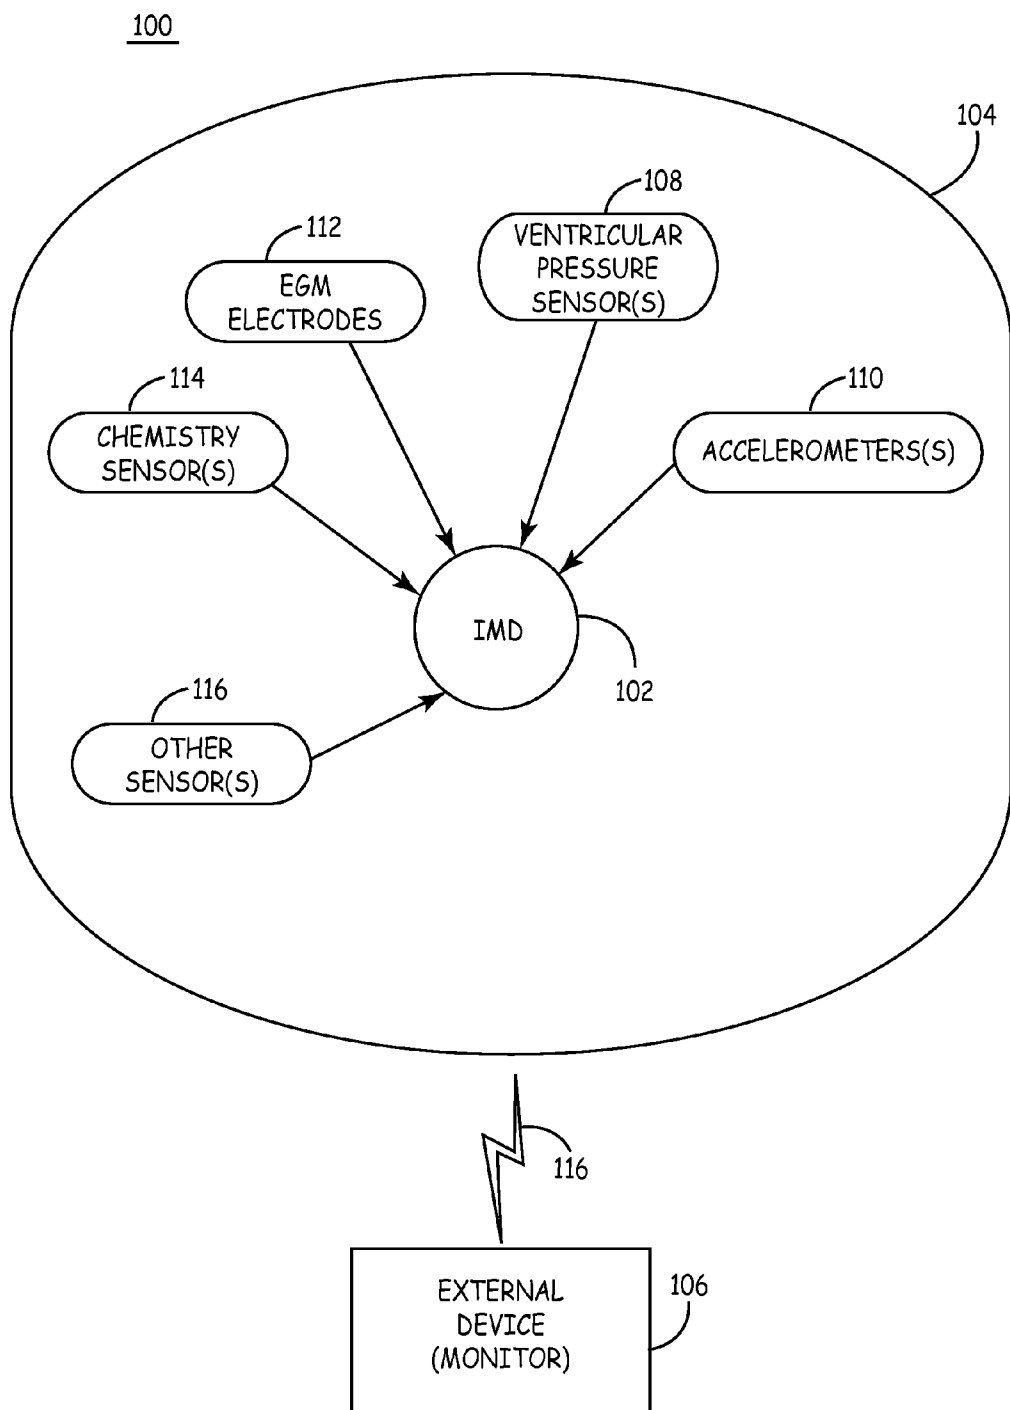 100
104
108
VENTRICULAR
PRESSURE
SENSOR(S)
112
EGM
ELECTRODES
114
CHEMISTRY
SENSOR(S)
110
ACCELEROMETERS(S)
IMD
102
116
OTHER
SENSOR(S)
116
EXTERNAL
DEVICE
(MONITOR)
106